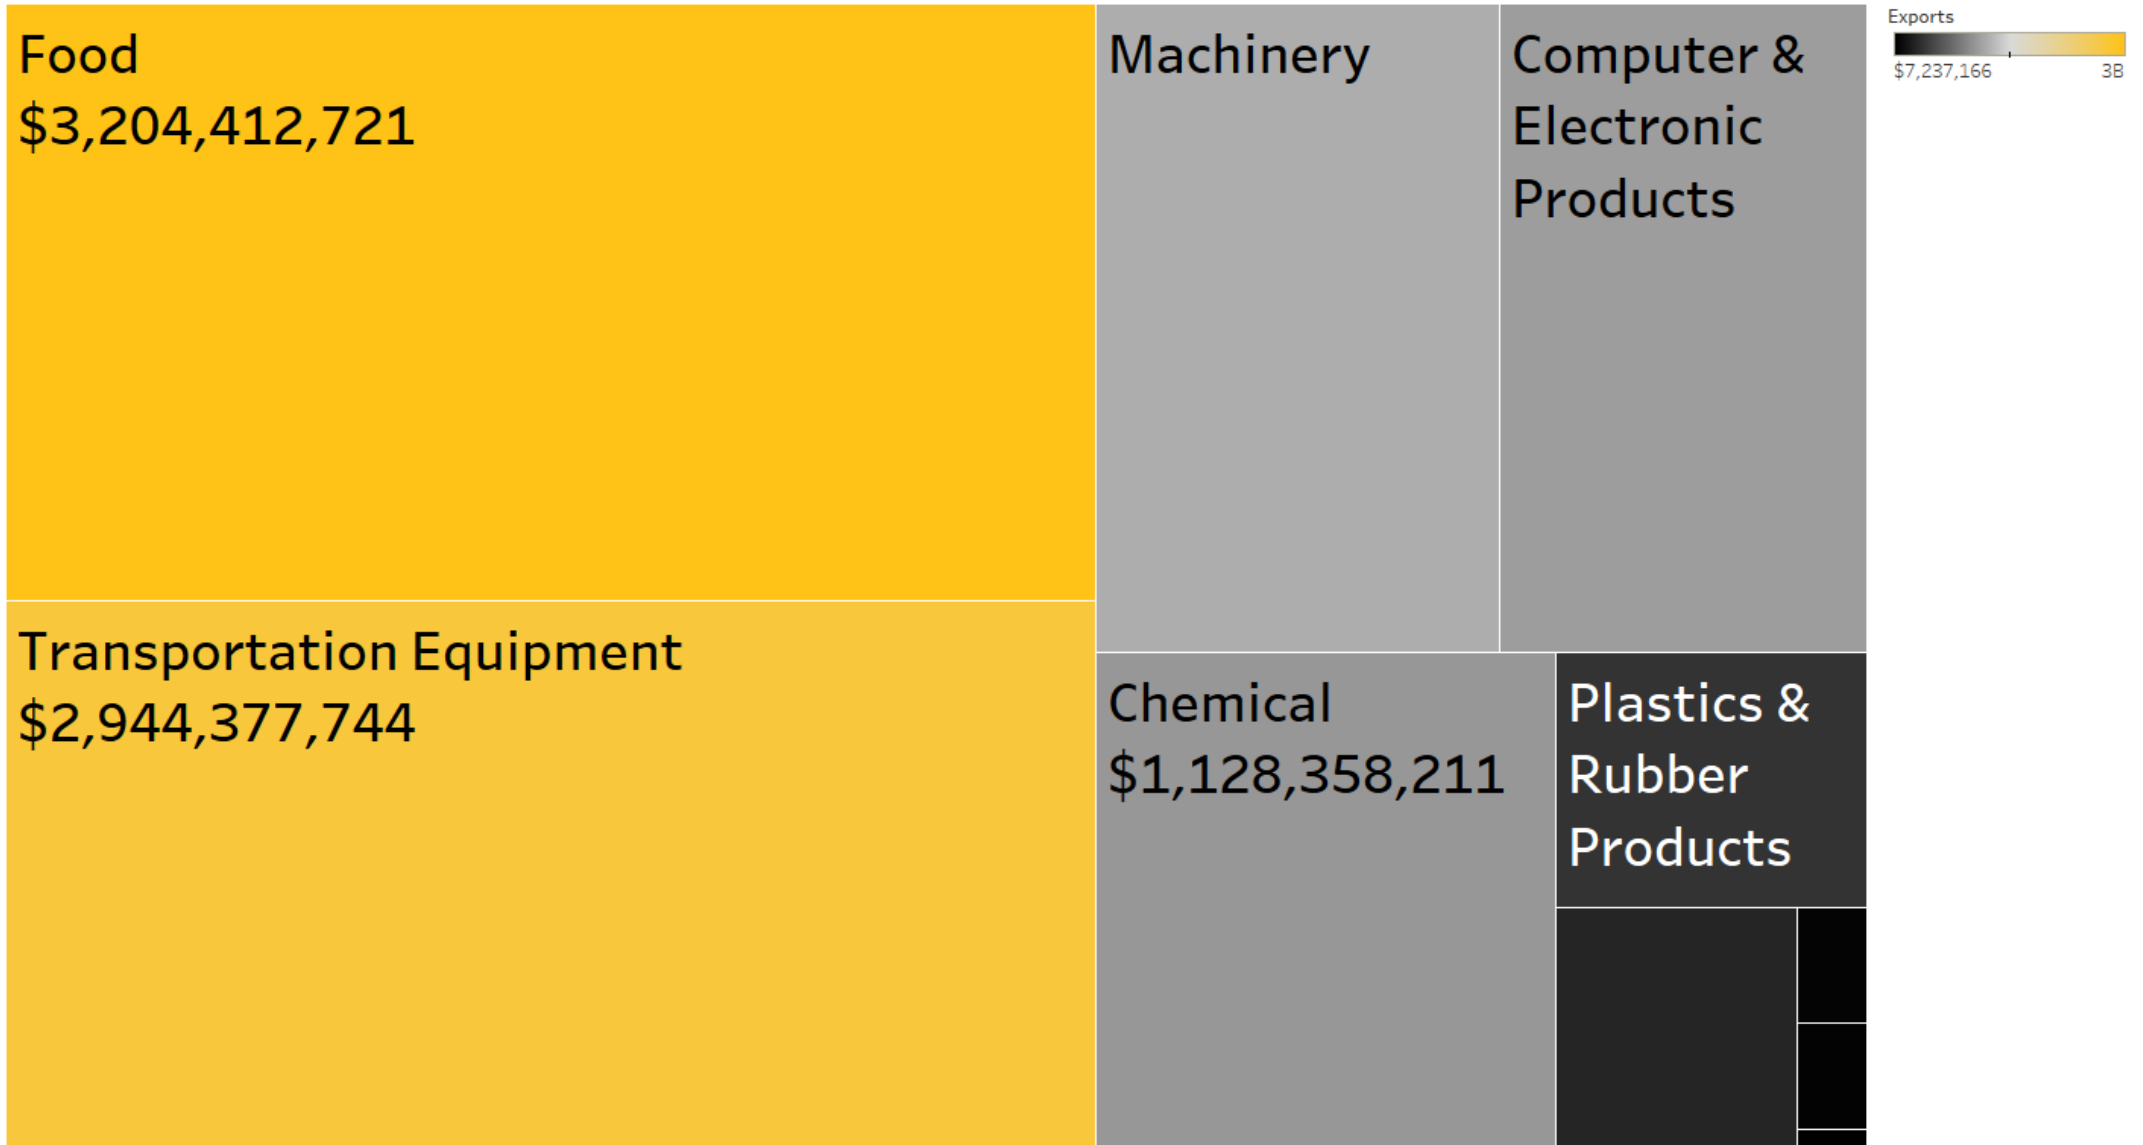 Food
$3,204,412,721
Transportation Equipment
$2,944,377,744
Machinery
Computer &
Electronic
Products
Chemical
$1,128,358,211
Plastics &
Rubber
Products
Exports
$7,237,166 3B